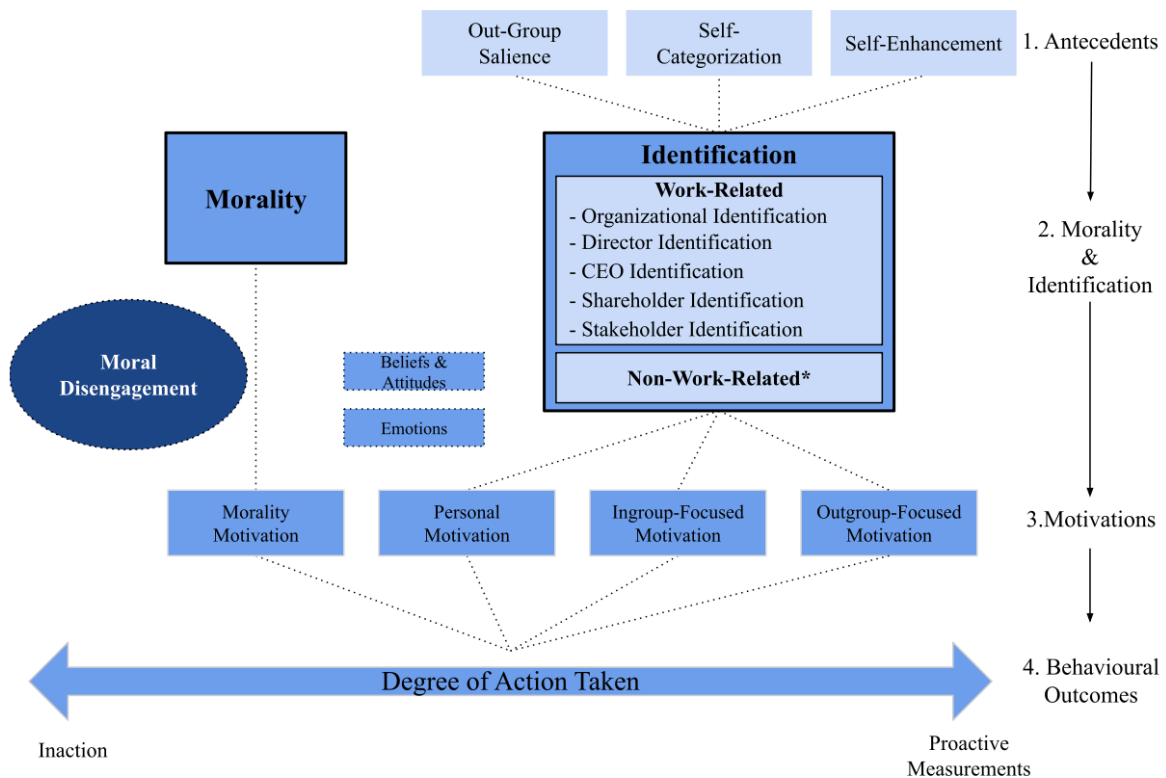 Out-Group
Salience
Self-
Categorization
Self-Enhancement
1. Antecedents
Morality
Identification
Work-Related
- Organizational Identification
- Director Identification
- CEO Identification
- Shareholder Identification
- Stakeholder Identification
Non-Work-Related*
2. Morality
&
Identification
Moral
Disengagement
Beliefs &
Attitudes
Emotions
Morality
Motivation
Personal
Motivation
Ingroup-Focused
Motivation
Outgroup-Focused
Motivation
3.Motivations
Degree of Action Taken
4. Behavioural
Outcomes
Inaction
Proactive
Measurements